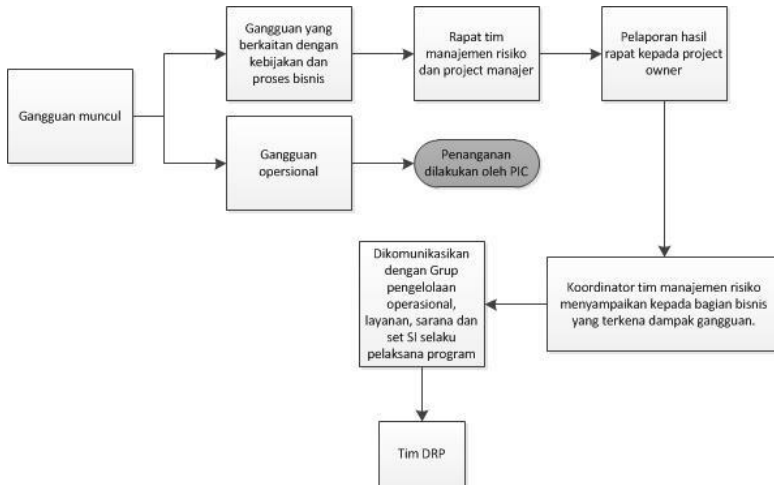 Gangguan muncul
Gangguan yang
berkaitan dengan
kebijakan dan
proses bisnis
Rapat tim
manajemen risiko
dan project manajer
Pelaporan hasil
rapat kepada project
owner
Gangguan
opersional
Penanganan
dilakukan oleh PIC
Koordinator tim manajemen risiko
menyampaikan kepada bagian bisnis
yang terkena dampak gangguan.
Dikomunikasikan
dengan Grup
pengelolaan
operasional,
layanan, sarana dan
set SI selaku
pelaksana program
Tim DRP